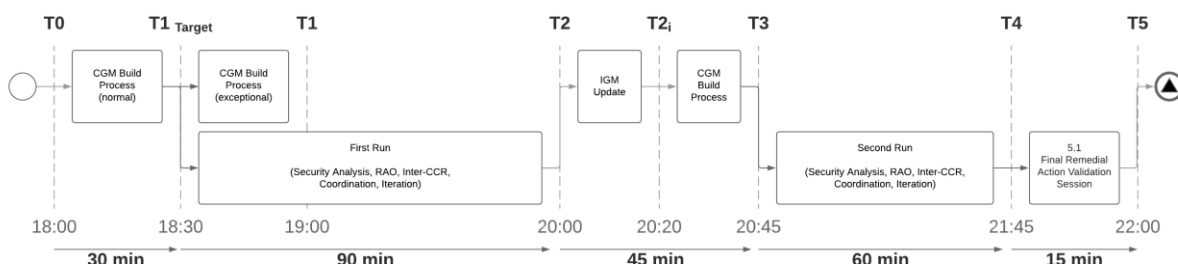 T0 T1 Target T1 T2 T2i T3 T4 T5
CGM Build
Process
(normal)
CGM Build
Process
(exceptional)
IGM
Update
CGM
Build
Process
First Run
(Security Analysis, RAO, Inter-CCR,
Coordination, Iteration)
Second Run
(Security Analysis, RAO, Inter-CCR,
Coordination, Iteration)
5.1
Final Remedial
Action Validation
Session
18:00 18:30 19:00 20:00 20:20 20:45 21:45 22:00
30 min 90 min 45 min 60 min 15 min